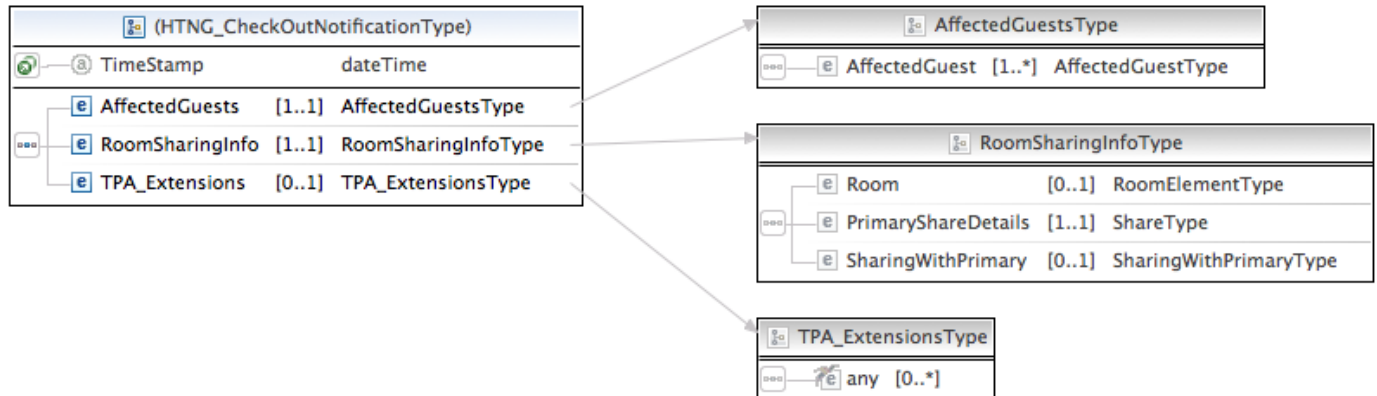 (HTNG_CheckOutNotificationType)
a TimeStamp dateTime
e AffectedGuests [1..1] AffectedGuestsType
e RoomSharingInfo [1..1] RoomSharingInfoType
e TPA_Extensions [0..1] TPA_ExtensionsType
AffectedGuestsType
e AffectedGuest [1..*] AffectedGuestType
RoomSharingInfoType
e Room [0..1] RoomElementType
e PrimaryShareDetails [1..1] ShareType
e SharingWithPrimary [0..1] SharingWithPrimaryType
TPA_ExtensionsType
e any [0..*]